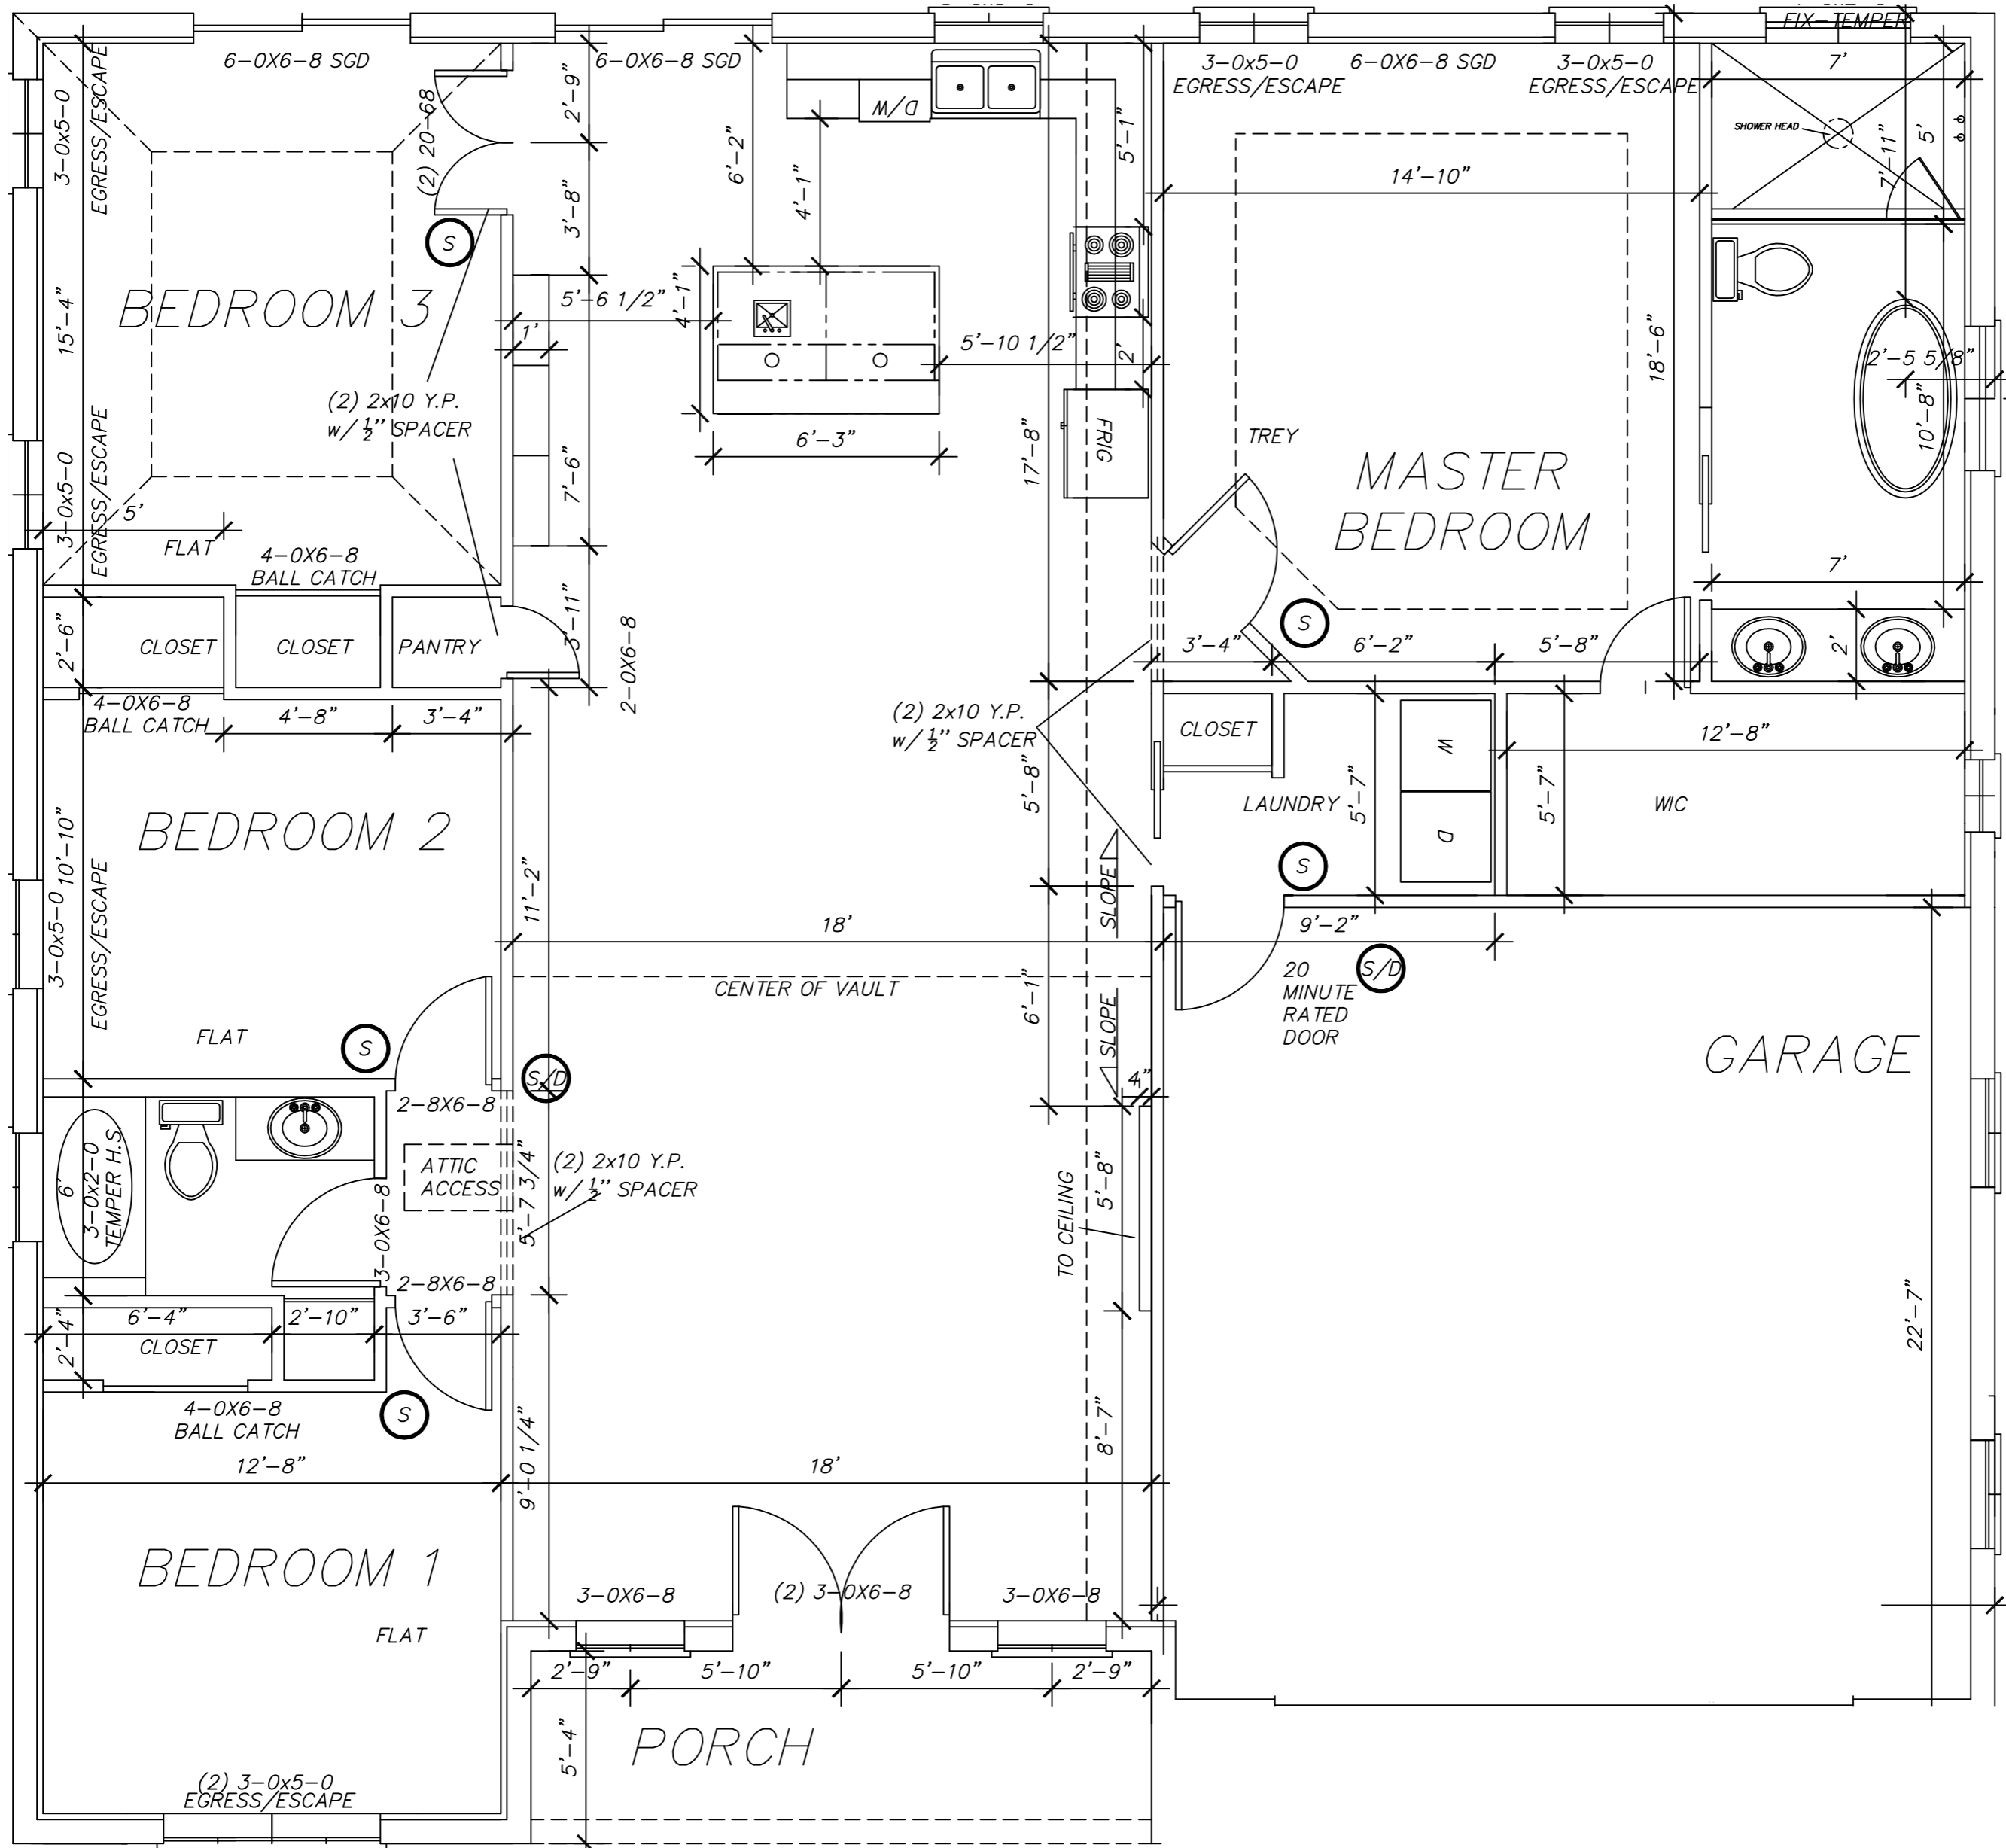 FIX-TEMPER
6-0X6-8 SGD
6-0X6-8 SGD
3-0x5-0
EGRESS/ESCAPE
6-0X6-8 SGD
3-0x5-0
EGRESS/ESCAPE
7'
3-0x5-0
EGRESS/ESCAPE
(2) 20-68
2'-9"
D/W
6'-2"
4'-1"
5'-1"
SHOWER HEAD
7'-11"
5'
14'-10"
3'-8"
S
BEDROOM 3
15'-4"
5'-6 1/2"
4'-1"
1'
5'-10 1/2"
2'
18'-6"
2'-5 5/8"
10'-8"
(2) 2x10 Y.P.
w/ 1/2" SPACER
6'-3"
17'-8"
FRIG
TREY
MASTER
BEDROOM
3-0x5-0
EGRESS/ESCAPE
5'
FLAT
7'-6"
4-0X6-8
BALL CATCH
7'
2'-6"
CLOSET
CLOSET
PANTRY
3'-11"
2-0X6-8
S
3'-4"
6'-2"
5'-8"
2'
4-0X6-8
BALL CATCH
4'-8"
3'-4"
(2) 2x10 Y.P.
w/ 1/2" SPACER
CLOSET
W
12'-8"
5'-8"
LAUNDRY
5'-7"
D
5'-7"
WIC
BEDROOM 2
10'-10"
3-0x5-0
EGRESS/ESCAPE
11'-2"
S
SLOPE
18'
9'-2"
CENTER OF VAULT
6'-1"
SLOPE
20
MINUTE
RATED
DOOR
S/D
GARAGE
FLAT
S
S/D
4"
2-8X6-8
6'
3-0x2-0
TEMPER H.S.
ATTIC
ACCESS
5'-7 3/4"
(2) 2x10 Y.P.
w/ 1/2" SPACER
TO CEILING
5'-8"
3-0X6-8
2-8X6-8
6'-4"
2'-10"
3'-6"
2'-4"
CLOSET
22'-7"
4-0X6-8
BALL CATCH
S
12'-8"
9'-0 1/4"
18'
8'-7"
BEDROOM 1
3-0X6-8
(2) 3-0X6-8
3-0X6-8
FLAT
2'-9"
5'-10"
5'-10"
2'-9"
5'-4"
PORCH
(2) 3-0x5-0
EGRESS/ESCAPE